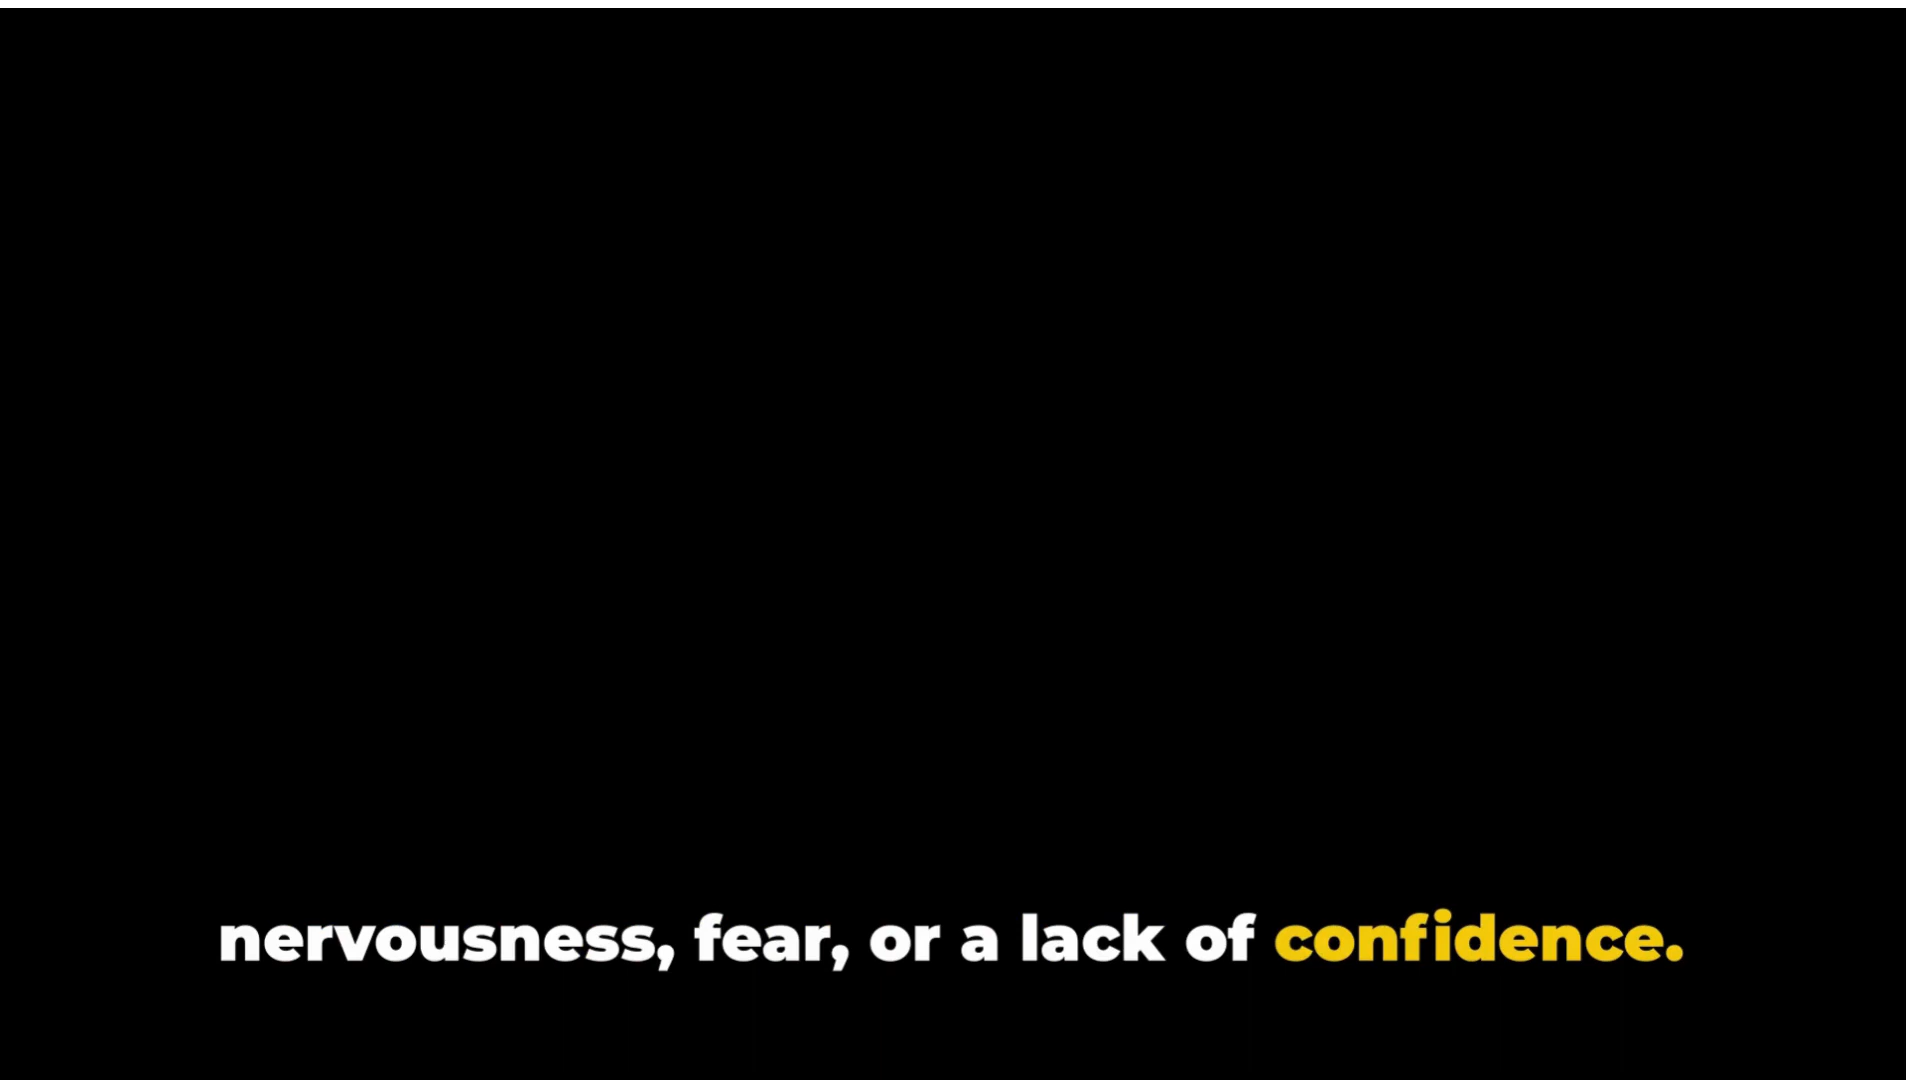 nervousness, fear, or a lack of confidence.